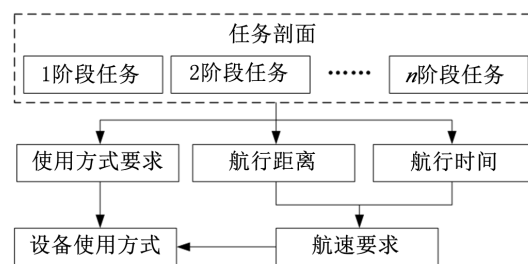 任务剖面
1阶段任务 2阶段任务 …… n阶段任务
使用方式要求 航行距离 航行时间
设备使用方式 航速要求